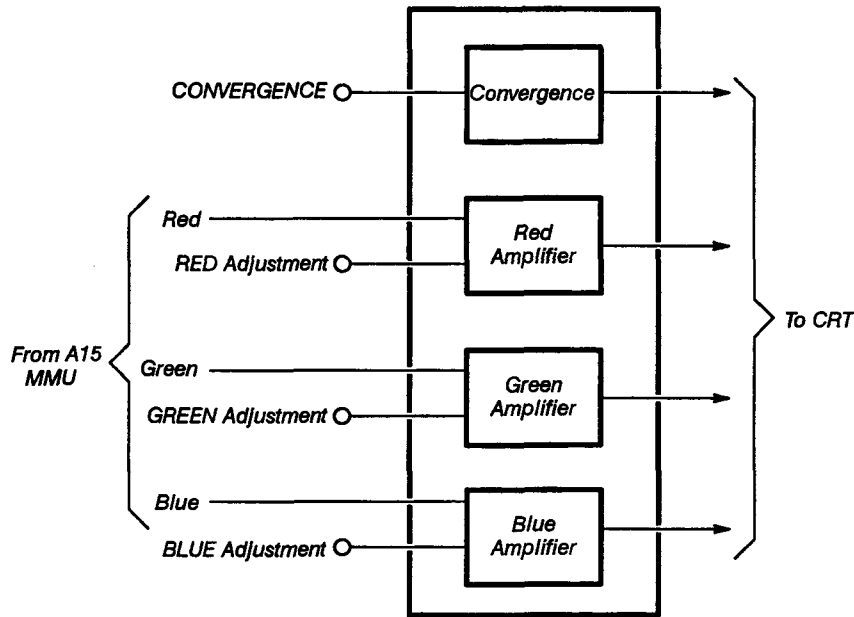 CONVERGENCE
Convergence
Red
RED Adjustment
Red
Amplifier
To CRT
From A15
MMU
Green
GREEN Adjustment
Green
Amplifier
Blue
BLUE Adjustment
Blue
Amplifier